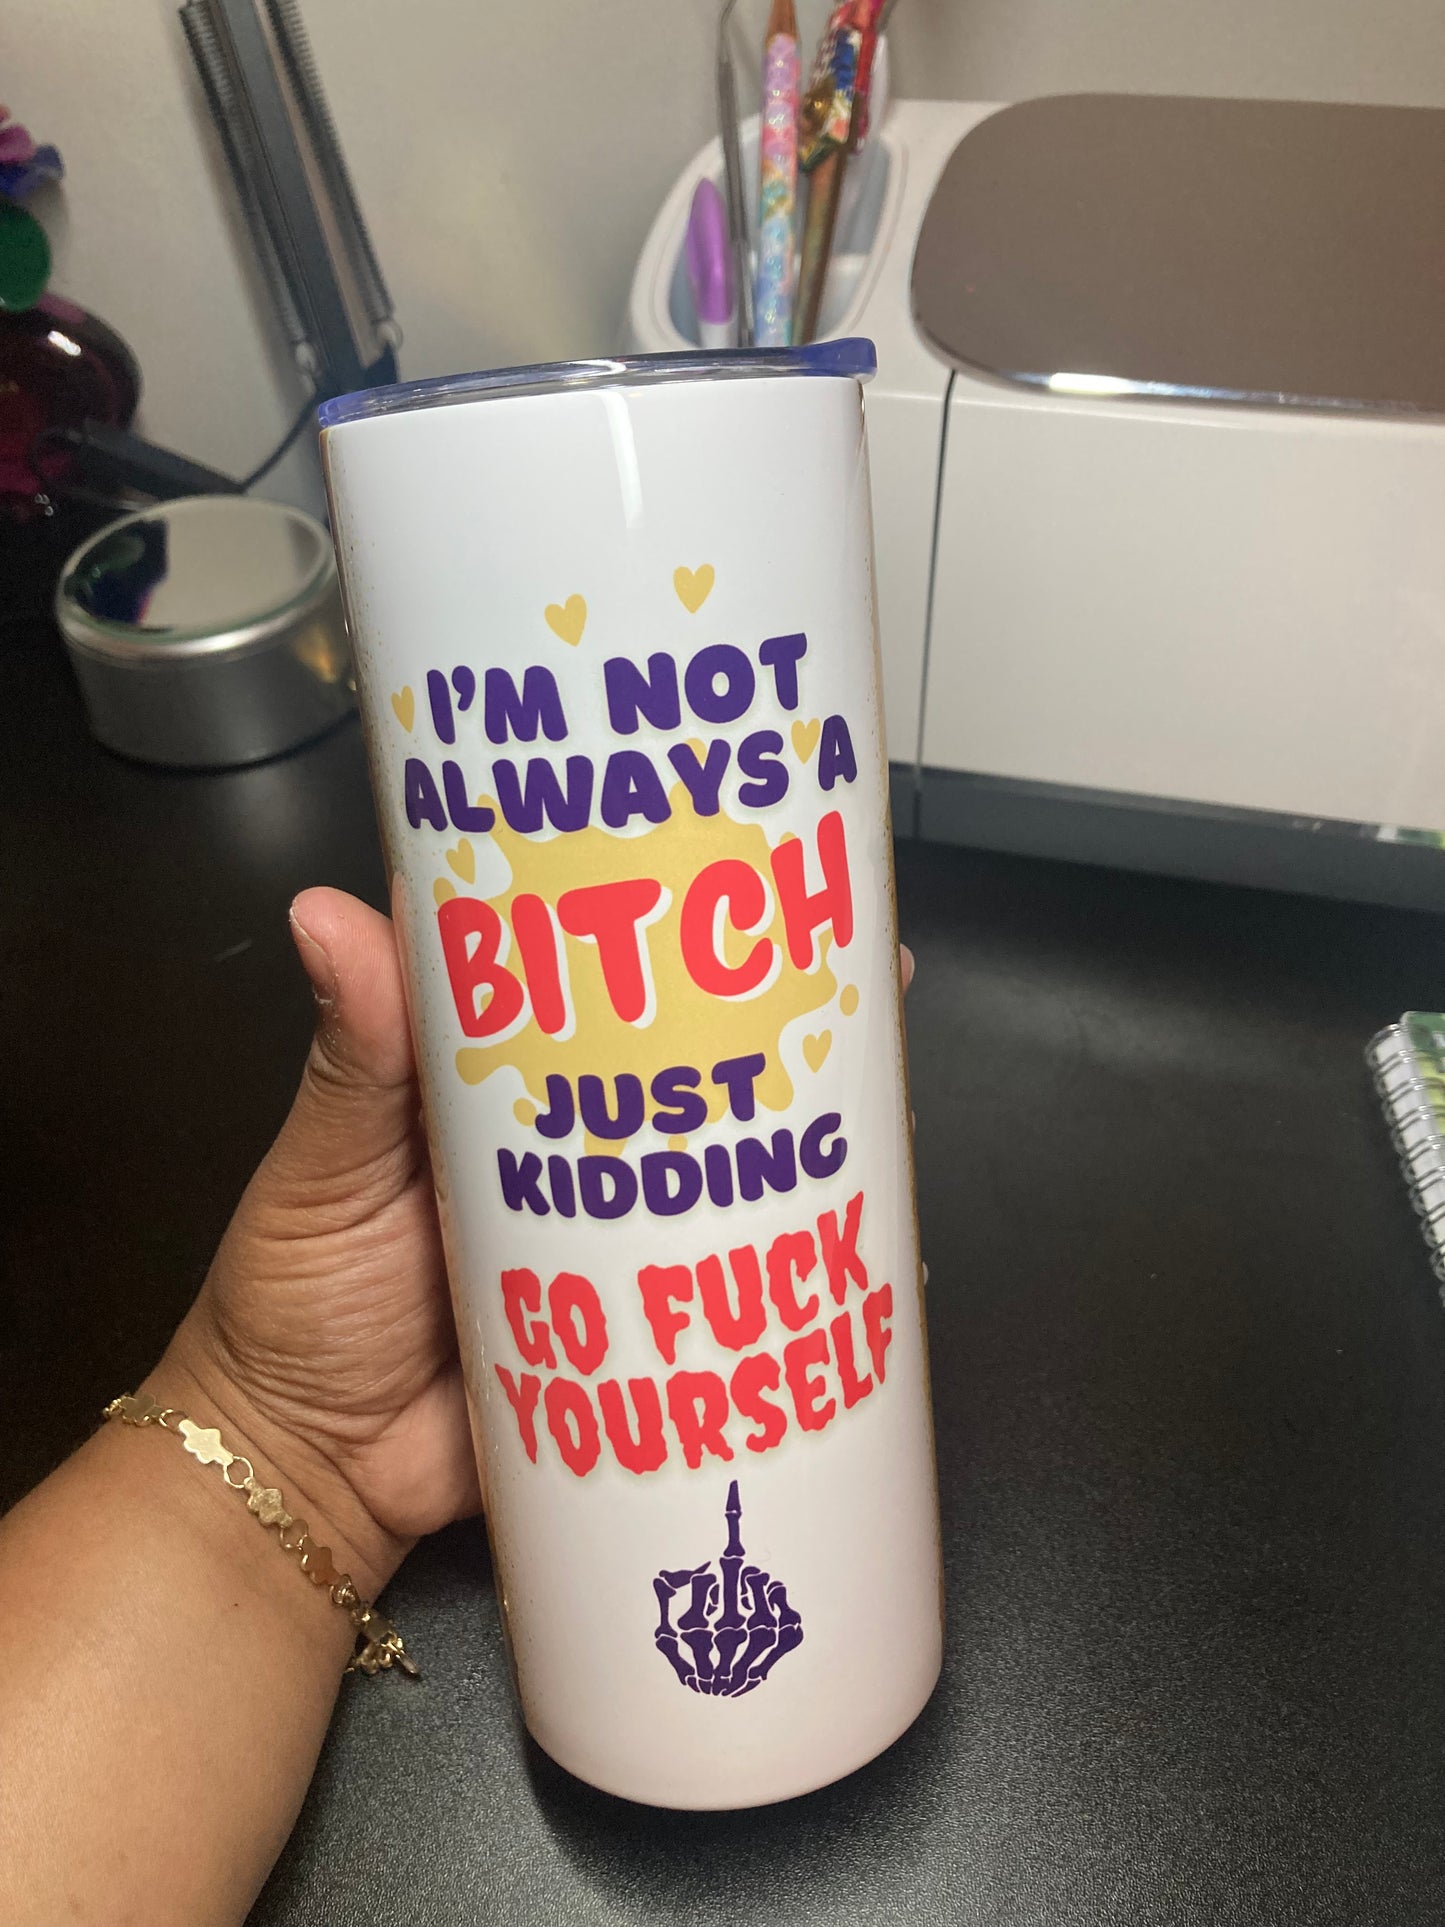 I'M NOT
ALWAYS A
BITCH
JUST
KIDDING
GO FUCK
YOURSELF